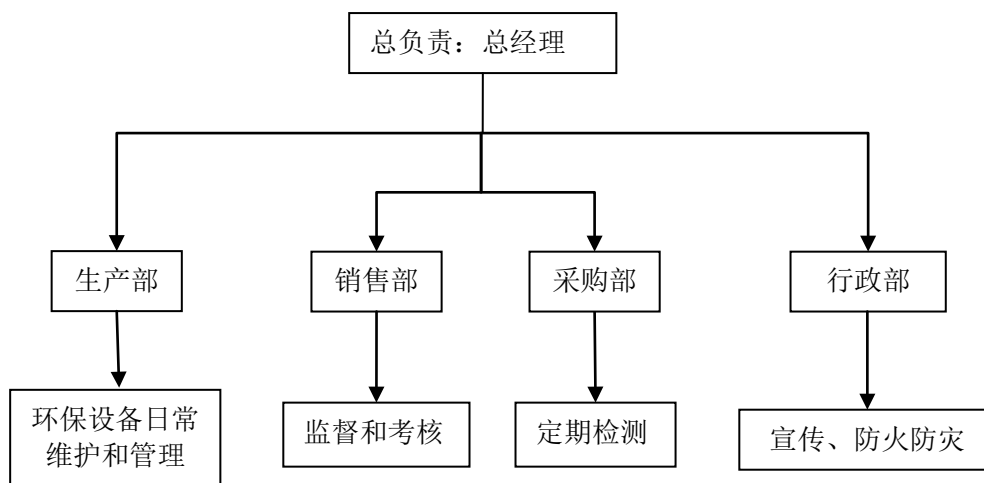 总负责：总经理
生产部
销售部
采购部
行政部
环保设备日常
维护和管理
监督和考核
定期检测
宣传、防火防灾